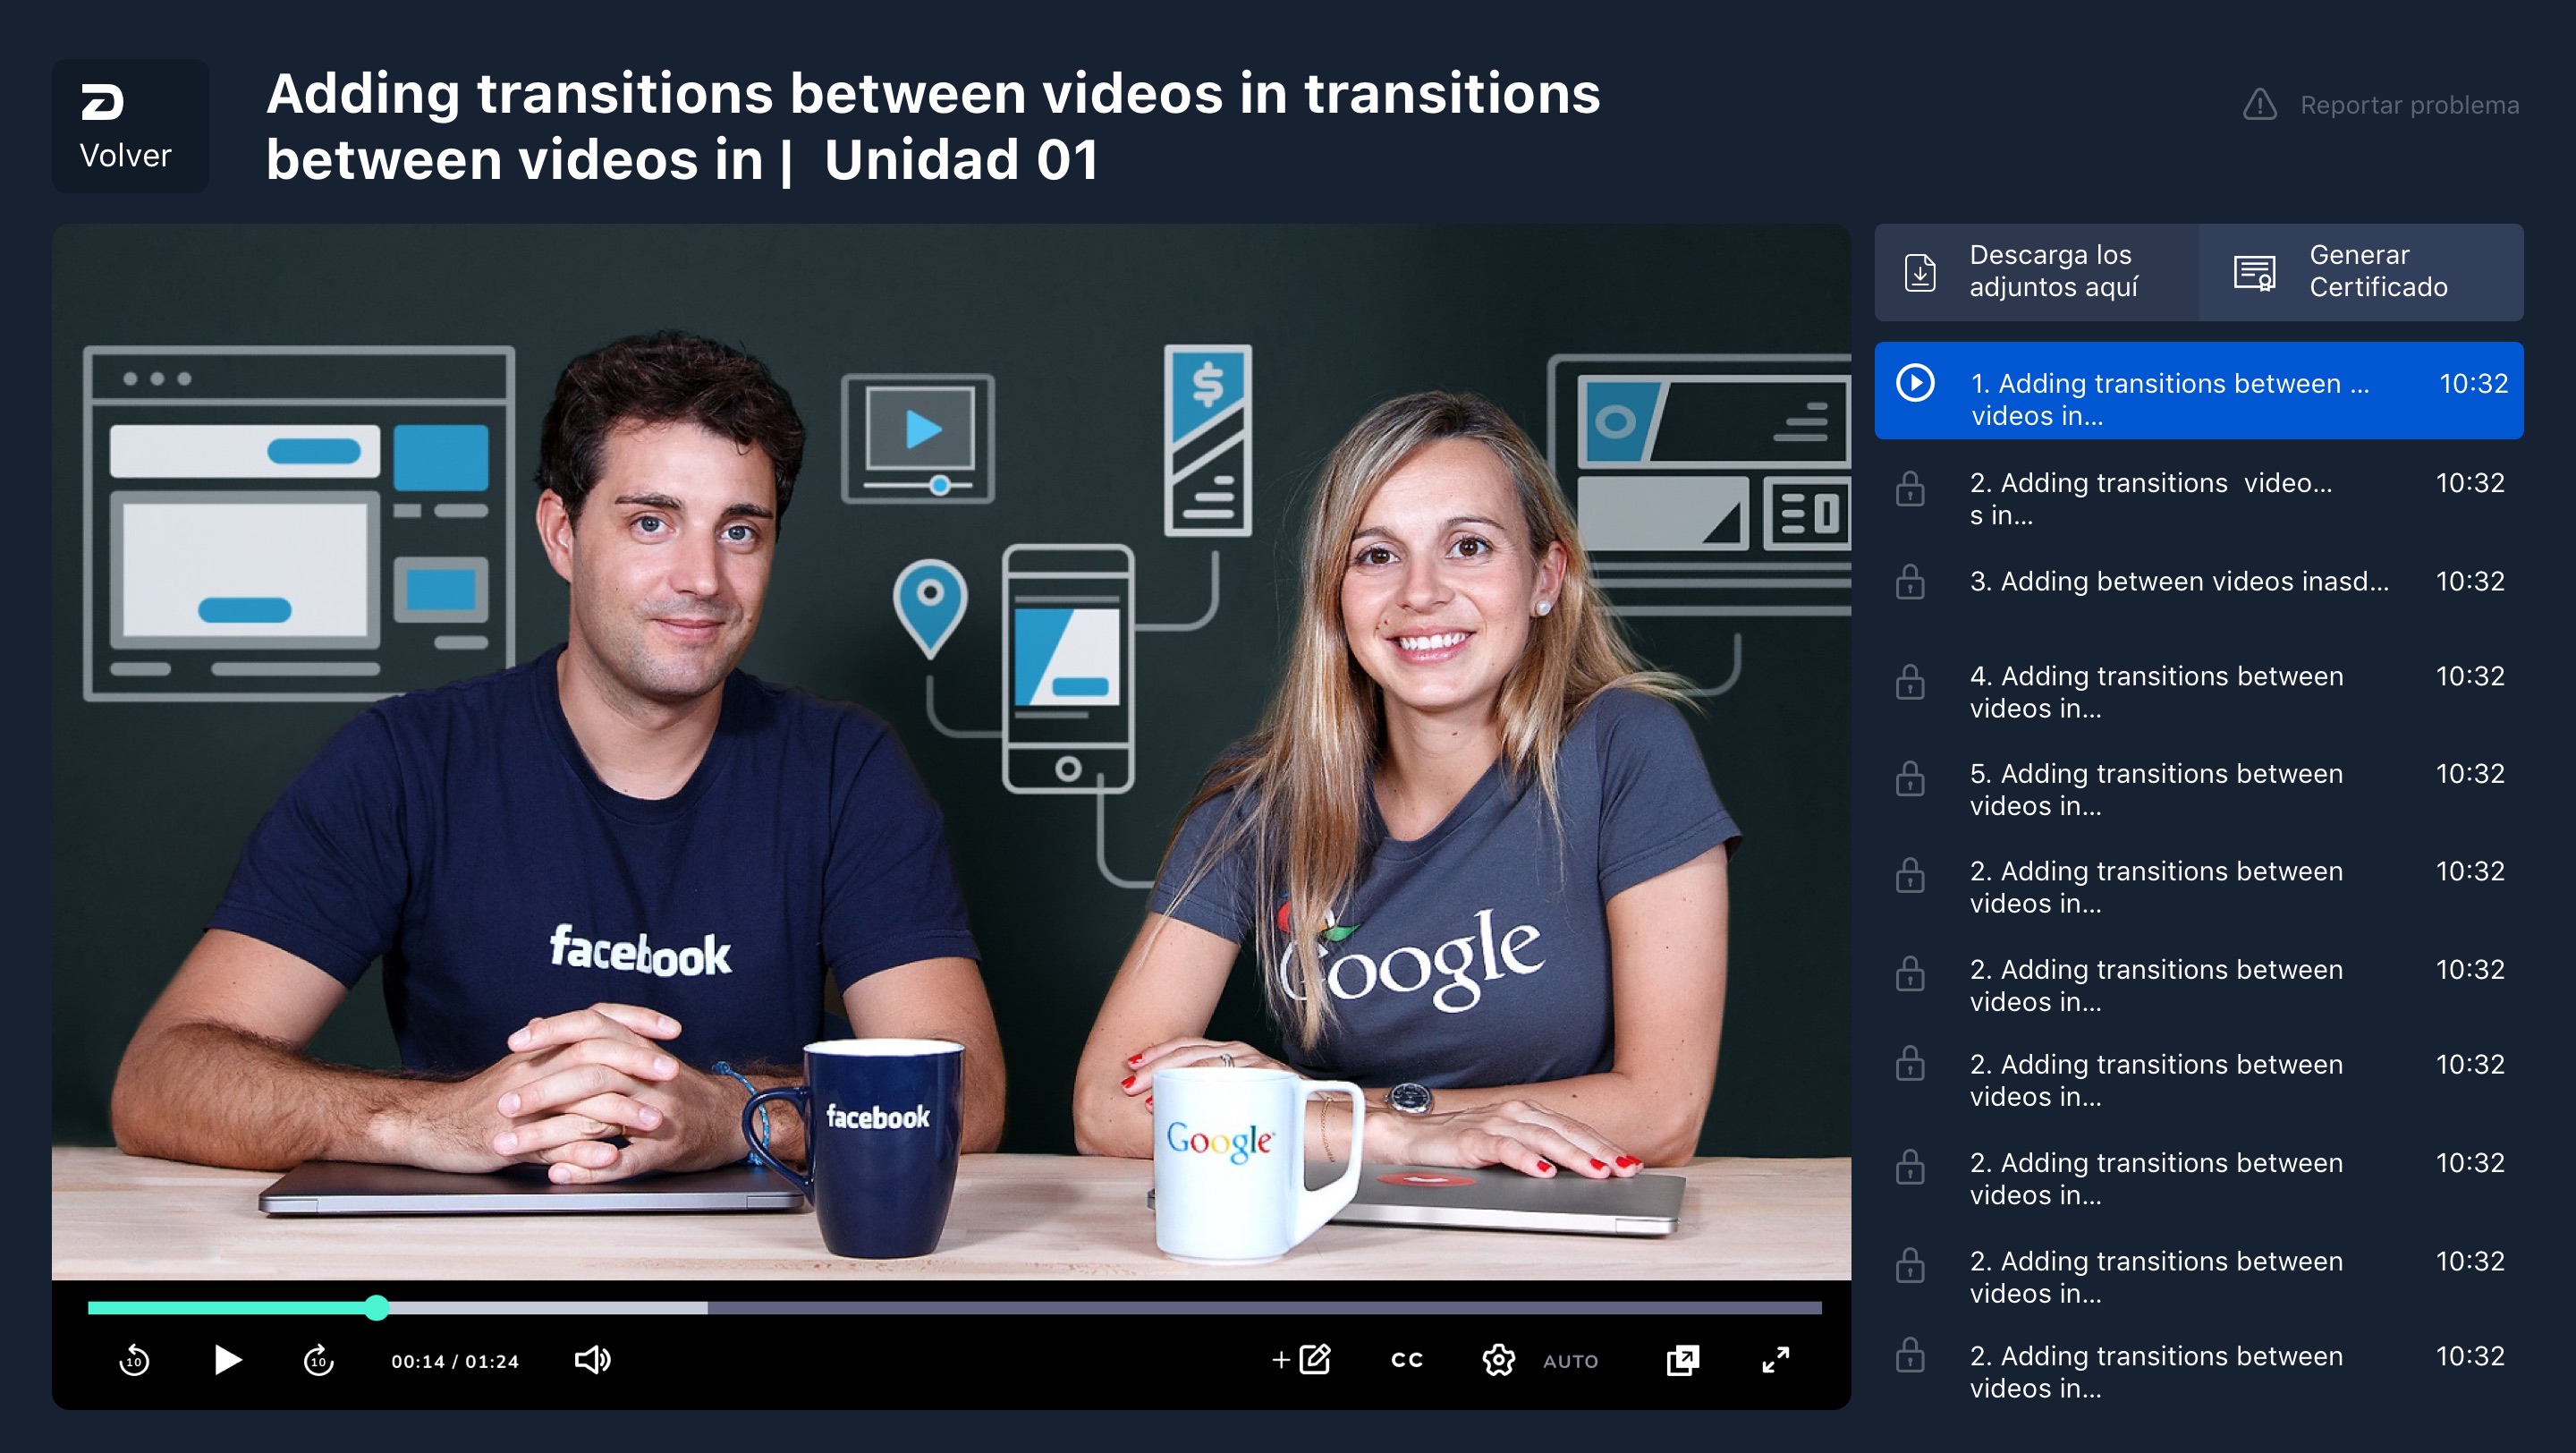 Volver
Adding transitions between videos in transitions
between videos in |  Unidad 01
Reportar problema
facebook
Google
facebook
Google
$
10
10
00:14 / 01:24
+
CC
AUTO
Descarga los
adjuntos aquí
Generar
Certificado
1. Adding transitions between ... 10:32
videos in...
2. Adding transitions  video... 10:32
s in...
3. Adding between videos inasd... 10:32
4. Adding transitions between 10:32
videos in...
5. Adding transitions between 10:32
videos in...
2. Adding transitions between 10:32
videos in...
2. Adding transitions between 10:32
videos in...
2. Adding transitions between 10:32
videos in...
2. Adding transitions between 10:32
videos in...
2. Adding transitions between 10:32
videos in...
2. Adding transitions between 10:32
videos in...